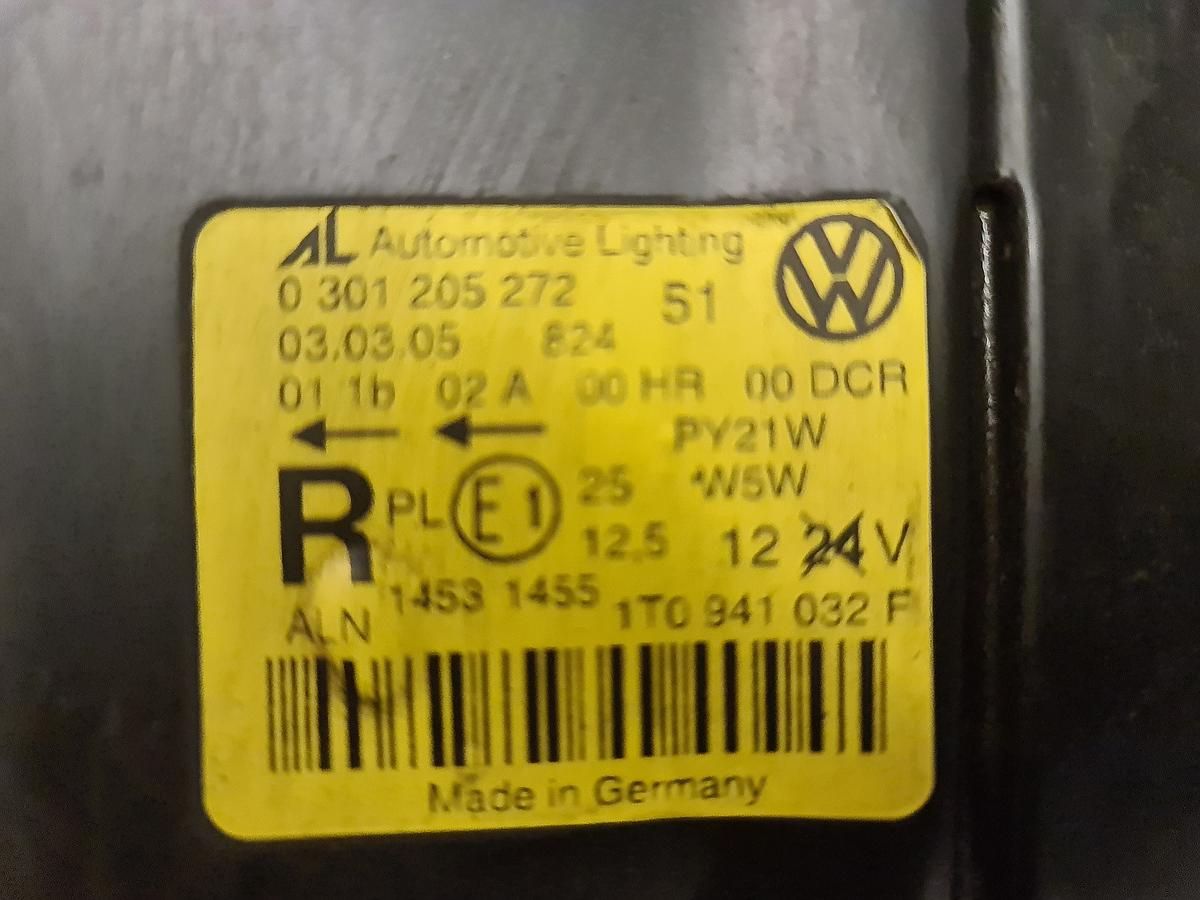 AL Automotive Lighting
0 301 205 272 S1
03.03.05 824
01 1b 02 A 00 HR 00 DCR
PY21W
R PL E1 25 W5W
12,5 12 24 V
1453 1455 1T0 941 032 F
ALN
Made in Germany